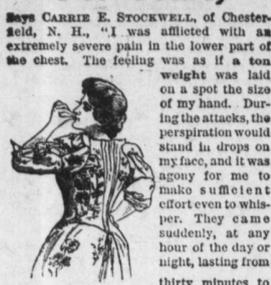 Says CARRIE E. STOCKWELL, of Chester-
field, N. H., "I was afflicted with an
extremely severe pain in the lower part of
the chest. The feeling was as if a ton
weight was laid
on a spot the size
of my hand. Dur-
ing the attacks, the
perspiration would
stand in drops on
my face, and it was
agony for me to
make sufficient
effort even to whis-
per. They came
suddenly, at any
hour of the day or
night, lasting from
thirty minutes to